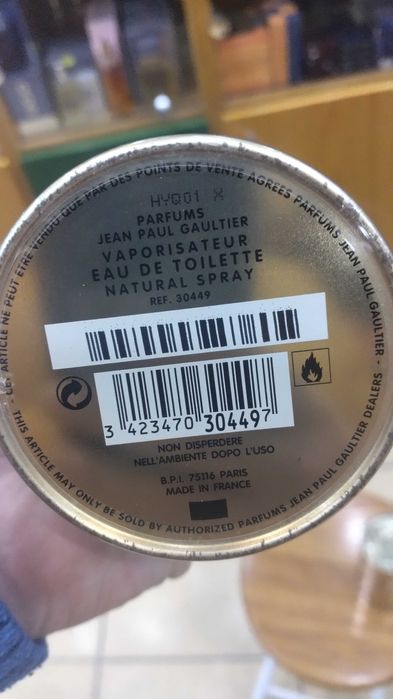 CET ARTICLE NE PEUT ÊTRE VENDU QUE PAR DES POINTS DE VENTE AGRÉÉS PARFUMS JEAN PAUL GAULTIER
HYQ01 X
PARFUMS
JEAN PAUL GAULTIER
VAPORISATEUR
EAU DE TOILETTE
NATURAL SPRAY
REF. 30449
3 423470 304497
NON DISPERDERE
NELL'AMBIENTE DOPO L'USO
B.P.I. 75116 PARIS
MADE IN FRANCE
THIS ARTICLE MAY ONLY BE SOLD BY AUTHORIZED PARFUMS JEAN PAUL GAULTIER DEALERS